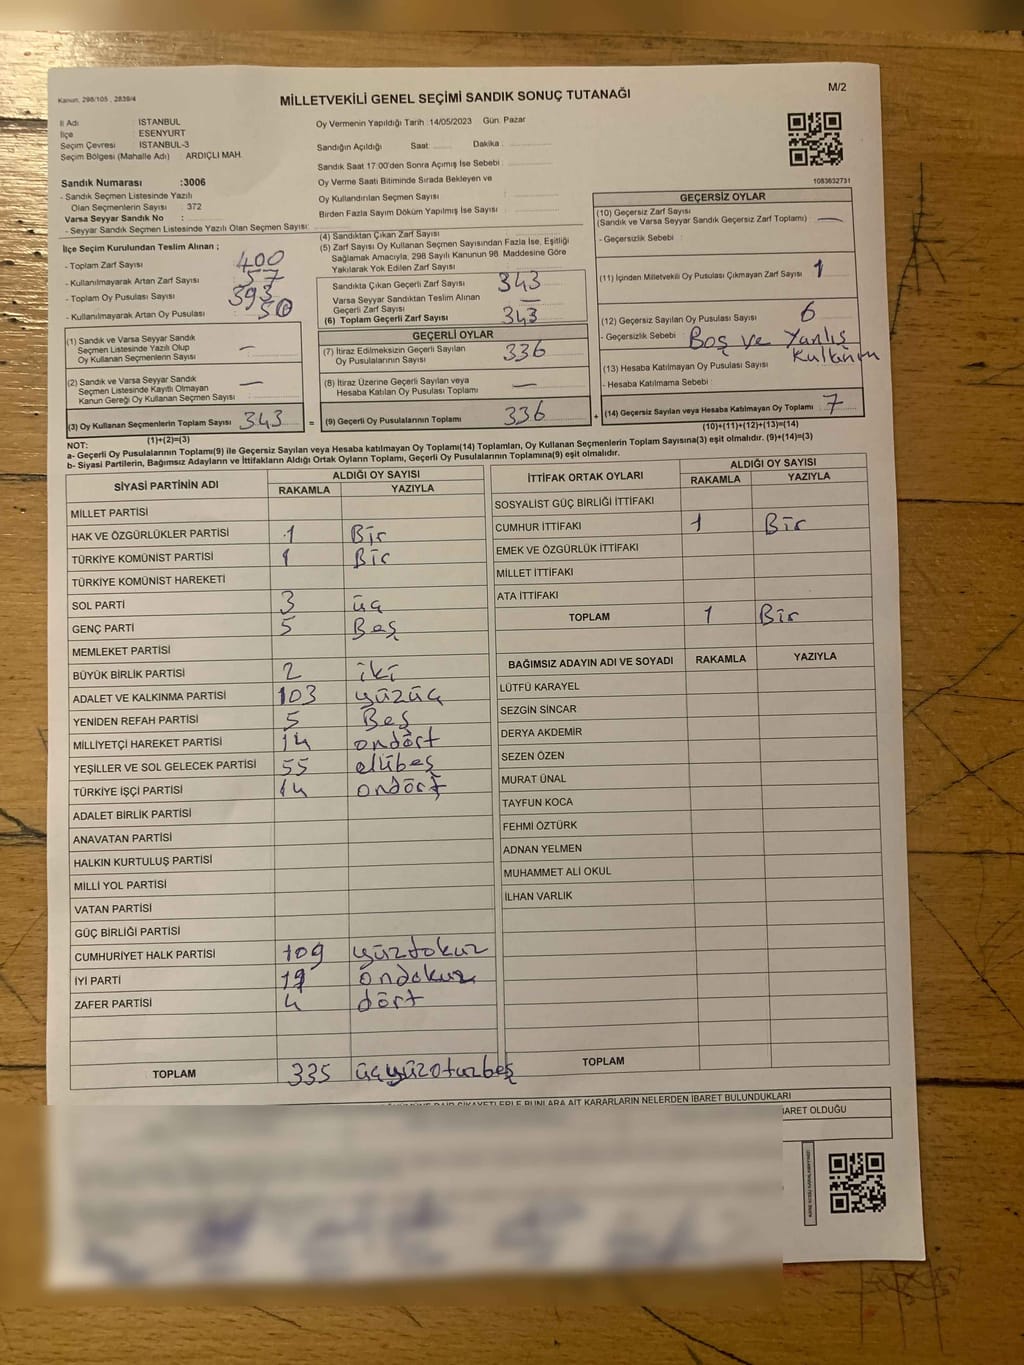 Kanun, 298/105 , 2839/4
MİLLETVEKİLİ GENEL SEÇİMİ SANDIK SONUÇ TUTANAĞI
M/2
İl Adı : İSTANBUL
İlçe : ESENYURT
Seçim Çevresi : İSTANBUL-3
Seçim Bölgesi (Mahalle Adı) ARDIÇLI MAH.
Oy Vermenin Yapıldığı Tarih :14/05/2023 Gün: Pazar
Sandığın Açıldığı Saat: Dakika :
Sandık Saat 17:00'den Sonra Açımış İse Sebebi :
Oy Verme Saati Bitiminde Sırada Bekleyen ve
Oy Kullandırılan Seçmen Sayısı :
Birden Fazla Sayım Döküm Yapılmış İse Sayısı :
1083632731
Sandık Numarası :3006
- Sandık Seçmen Listesinde Yazılı
Olan Seçmenlerin Sayısı : 372
Varsa Seyyar Sandık No :
- Seyyar Sandık Seçmen Listesinde Yazılı Olan Seçmen Sayısı:
İlçe Seçim Kurulundan Teslim Alınan ;
- Toplam Zarf Sayısı : 400
- Kullanılmayarak Artan Zarf Sayısı : 57
- Toplam Oy Pusulası Sayısı : 393
- Kullanılmayarak Artan Oy Pusulası : 50
(1) Sandık ve Varsa Seyyar Sandık
Seçmen Listesinde Yazılı Olup
Oy Kullanan Seçmenlerin Sayısı : —
(2) Sandık ve Varsa Seyyar Sandık
Seçmen Listesinde Kayıtlı Olmayan
Kanun Gereği Oy Kullanan Seçmen Sayısı : —
(3) Oy Kullanan Seçmenlerin Toplam Sayısı : 343
(1)+(2)=(3)
(4) Sandıktan Çıkan Zarf Sayısı :
(5) Zarf Sayısı Oy Kullanan Seçmen Sayısından Fazla İse, Eşitliği
Sağlamak Amacıyla, 298 Sayılı Kanunun 98. Maddesine Göre
Yakılarak Yok Edilen Zarf Sayısı :
Sandıkta Çıkan Geçerli Zarf Sayısı : 343
Varsa Seyyar Sandıktan Teslim Alınan
Geçerli Zarf Sayısı : —
(6) Toplam Geçerli Zarf Sayısı : 343
GEÇERLİ OYLAR
(7) İtiraz Edilmeksizin Geçerli Sayılan
Oy Pusulalarının Sayısı : 336
(8) İtiraz Üzerine Geçerli Sayılan veya
Hesaba Katılan Oy Pusulası Toplamı : —
= (9) Geçerli Oy Pusulalarının Toplamı : 336 +
GEÇERSİZ OYLAR
(10) Geçersiz Zarf Sayısı
(Sandık ve Varsa Seyyar Sandık Geçersiz Zarf Toplamı) : —
- Geçersizlik Sebebi :
(11) İçinden Milletvekili Oy Pusulası Çıkmayan Zarf Sayısı : 1
(12) Geçersiz Sayılan Oy Pusulası Sayısı : 6
- Geçersizlik Sebebi : Boş ve Yanlış
Kullanım
(13) Hesaba Katılmayan Oy Pusulası Sayısı :
- Hesaba Katılmama Sebebi :
(14) Geçersiz Sayılan veya Hesaba Katılmayan Oy Toplamı : 7
(10)+(11)+(12)+(13)=(14)
NOT:
a- Geçerli Oy Pusulalarının Toplamı(9) ile Geçersiz Sayılan veya Hesaba katılmayan Oy Toplamı(14) Toplamları, Oy Kullanan Seçmenlerin Toplam Sayısına(3) eşit olmalıdır. (9)+(14)=(3)
b- Siyasi Partilerin, Bağımsız Adayların ve İttifakların Aldığı Ortak Oyların Toplamı, Geçerli Oy Pusulalarının Toplamına(9) eşit olmalıdır.
SİYASİ PARTİNİN ADI ALDIĞI OY SAYISI
RAKAMLA YAZIYLA
MİLLET PARTİSİ
HAK VE ÖZGÜRLÜKLER PARTİSİ 1 Bir
TÜRKİYE KOMÜNİST PARTİSİ 1 Bir
TÜRKİYE KOMÜNİST HAREKETİ
SOL PARTİ 3 üç
GENÇ PARTİ 5 Beş
MEMLEKET PARTİSİ
BÜYÜK BİRLİK PARTİSİ 2 iki
ADALET VE KALKINMA PARTİSİ 103 yüzüç
YENİDEN REFAH PARTİSİ 5 Beş
MİLLİYETÇİ HAREKET PARTİSİ 14 ondört
YEŞİLLER VE SOL GELECEK PARTİSİ 55 ellibeş
TÜRKİYE İŞÇİ PARTİSİ 14 ondört
ADALET BİRLİK PARTİSİ
ANAVATAN PARTİSİ
HALKIN KURTULUŞ PARTİSİ
MİLLİ YOL PARTİSİ
VATAN PARTİSİ
GÜÇ BİRLİĞİ PARTİSİ
CUMHURİYET HALK PARTİSİ 109 yüzdokuz
İYİ PARTİ 19 ondokuz
ZAFER PARTİSİ 4 dört
TOPLAM 335 üçyüzotuzbeş
İTTİFAK ORTAK OYLARI ALDIĞI OY SAYISI
RAKAMLA YAZIYLA
SOSYALİST GÜÇ BİRLİĞİ İTTİFAKI
CUMHUR İTTİFAKI 1 Bir
EMEK VE ÖZGÜRLÜK İTTİFAKI
MİLLET İTTİFAKI
ATA İTTİFAKI
TOPLAM 1 Bir
BAĞIMSIZ ADAYIN ADI VE SOYADI RAKAMLA YAZIYLA
LÜTFÜ KARAYEL
SEZGİN SİNCAR
DERYA AKDEMİR
SEZEN ÖZEN
MURAT ÜNAL
TAYFUN KOCA
FEHMİ ÖZTÜRK
ADNAN YELMEN
MUHAMMET ALİ OKUL
İLHAN VARLIK
TOPLAM
DAİR ŞİKAYETLERLE BUNLARA AİT KARARLARIN NELERDEN İBARET BULUNDUKLARI
İBARET OLDUĞU